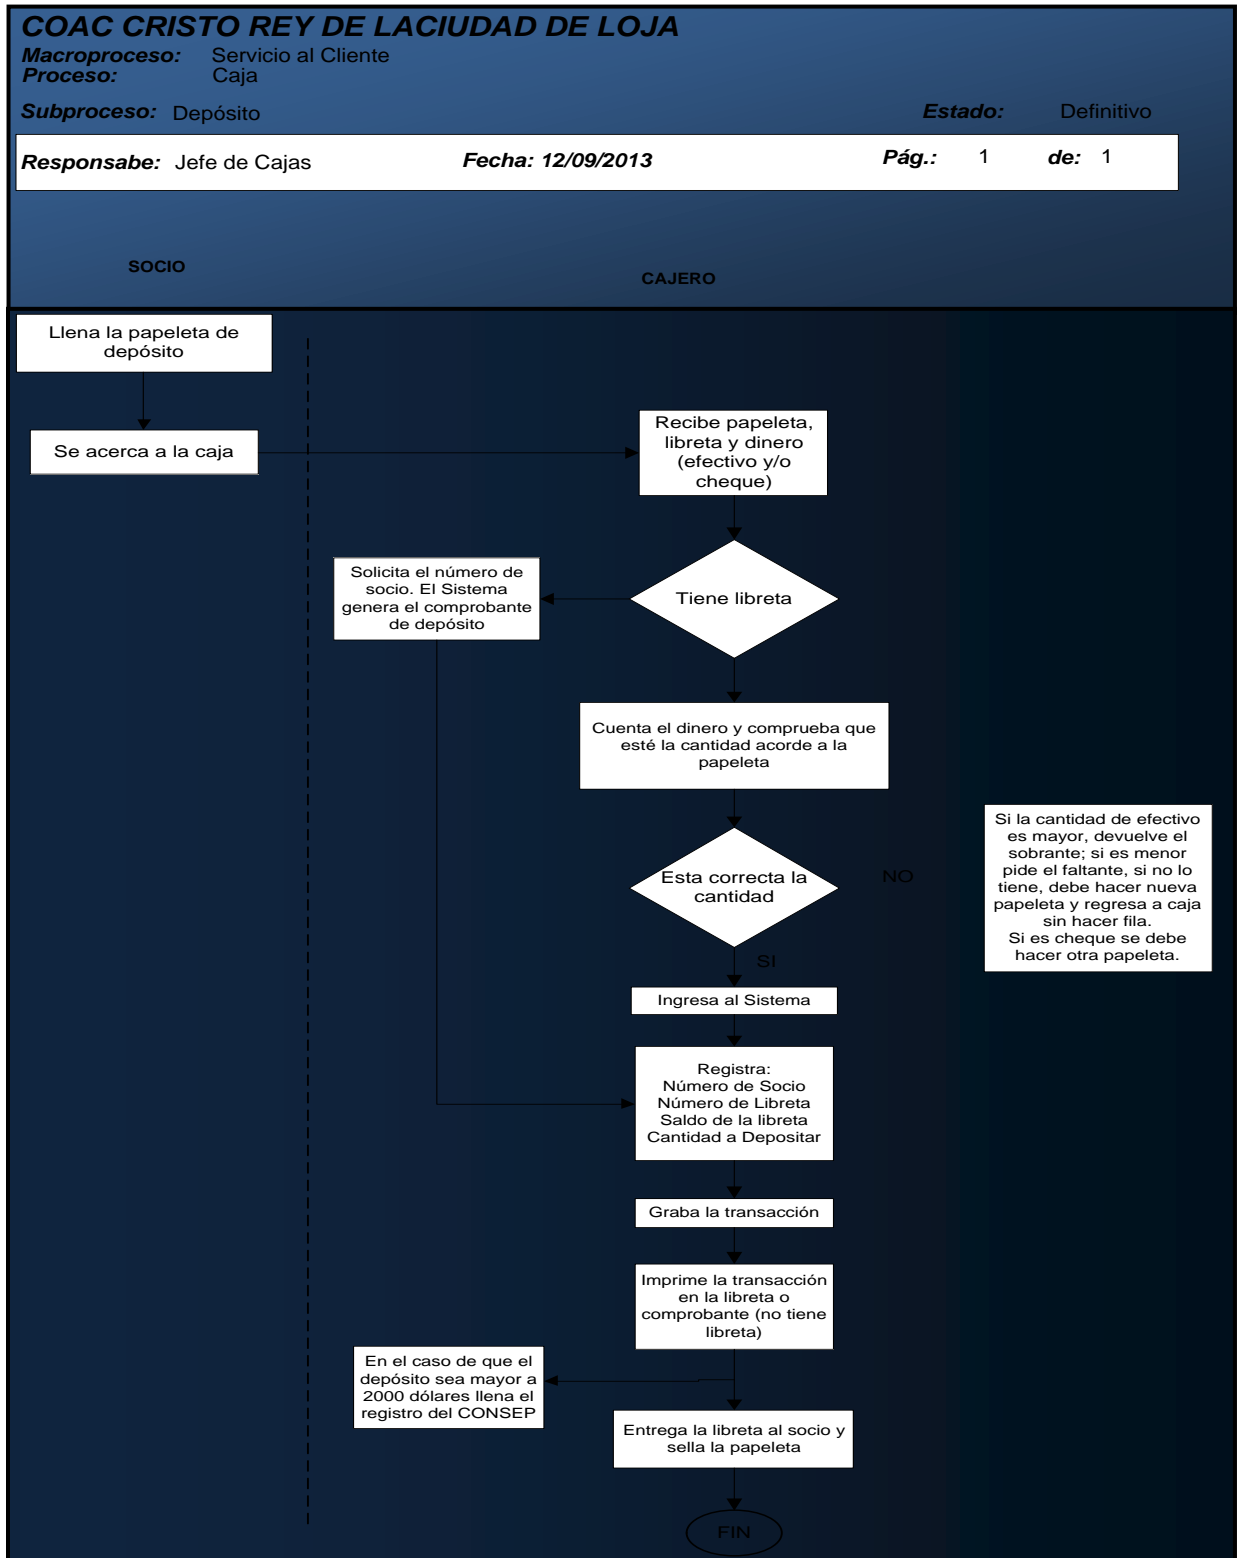 COAC CRISTO REY DE LACIUDAD DE LOJA
Macroproceso: Servicio al Cliente
Proceso: Caja
Subproceso: Depósito Estado: Definitivo
Responsabe: Jefe de Cajas Fecha: 12/09/2013 Pág.: 1 de: 1
SOCIO
CAJERO
Llena la papeleta de
depósito
Se acerca a la caja
Recibe papeleta,
libreta y dinero
(efectivo y/o
cheque)
Tiene libreta
Solicita el número de
socio. El Sistema
genera el comprobante
de depósito
Cuenta el dinero y comprueba que
esté la cantidad acorde a la
papeleta
Esta correcta la
cantidad
NO
Si la cantidad de efectivo
es mayor, devuelve el
sobrante; si es menor
pide el faltante, si no lo
tiene, debe hacer nueva
papeleta y regresa a caja
sin hacer fila.
Si es cheque se debe
hacer otra papeleta.
SI
Ingresa al Sistema
Registra:
Número de Socio
Número de Libreta
Saldo de la libreta
Cantidad a Depositar
Graba la transacción
Imprime la transacción
en la libreta o
comprobante (no tiene
libreta)
En el caso de que el
depósito sea mayor a
2000 dólares llena el
registro del CONSEP
Entrega la libreta al socio y
sella la papeleta
FIN